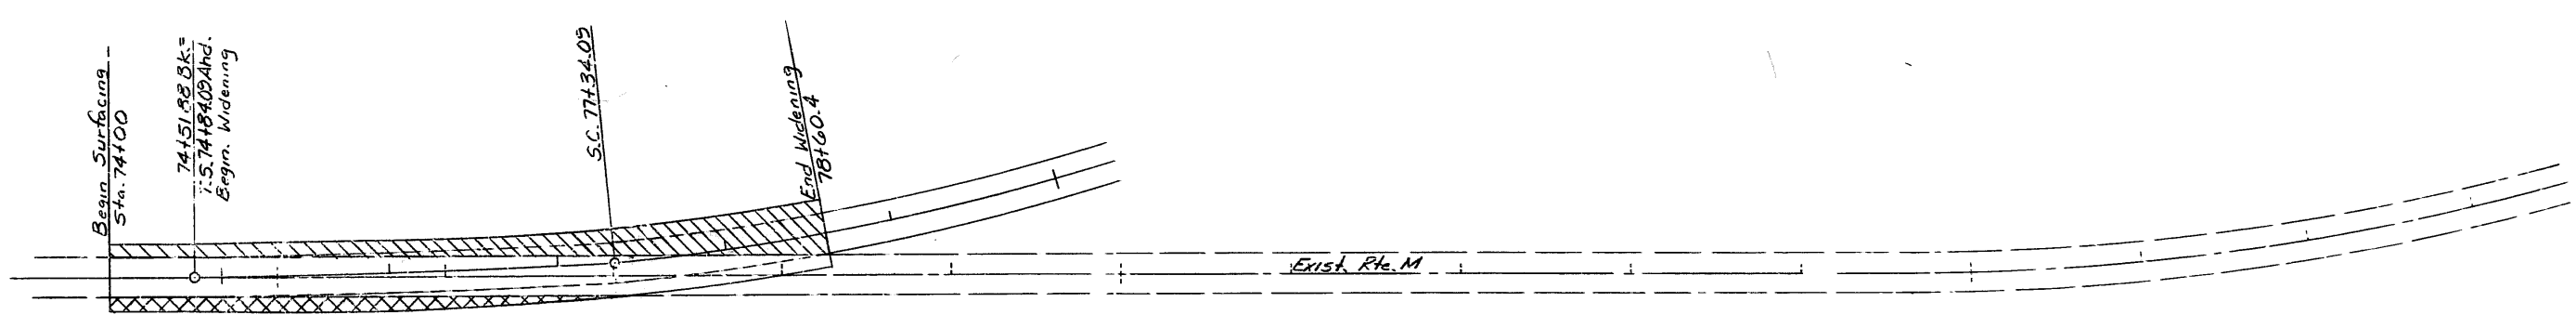 Begin Surfacing
Sta. 74+00
74+51.88 Bk.=
T.S. 74+84.09 Ahd.
Begin. Widening
S.C. 77+34.09
End Widening
78+60.4
Exist. Rte. M